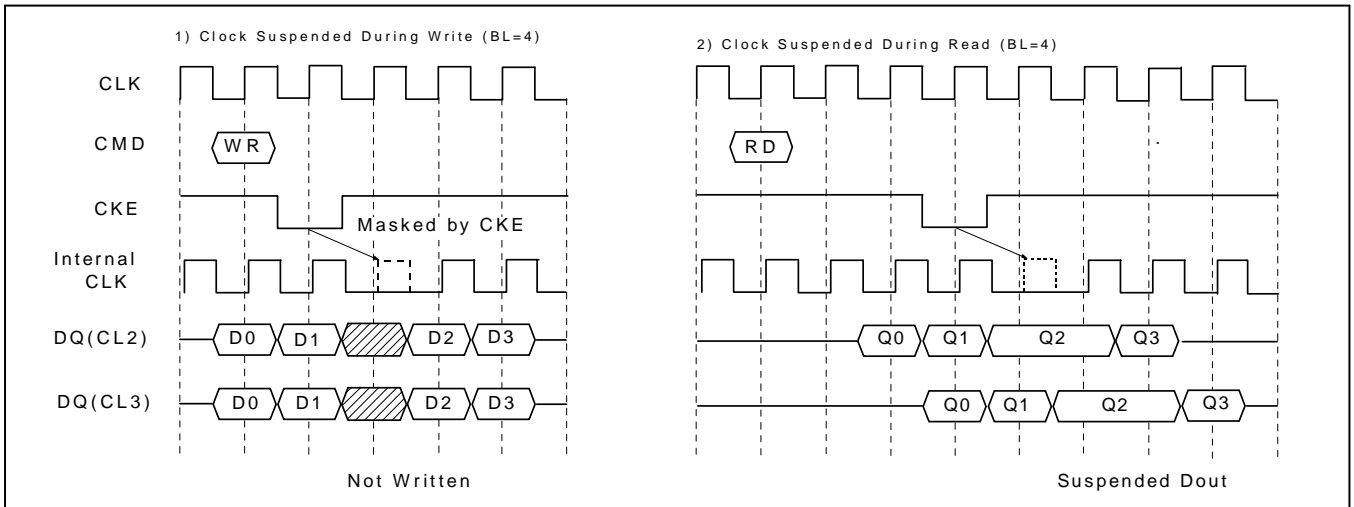 1) Clock Suspended During Write (BL=4)
2) Clock Suspended During Read (BL=4)
CLK
CMD
WR
RD
CKE
Masked by CKE
Internal
CLK
DQ(CL2)
D0 D1 D2 D3
Q0 Q1 Q2 Q3
DQ(CL3)
D0 D1 D2 D3
Q0 Q1 Q2 Q3
Not Written
Suspended Dout